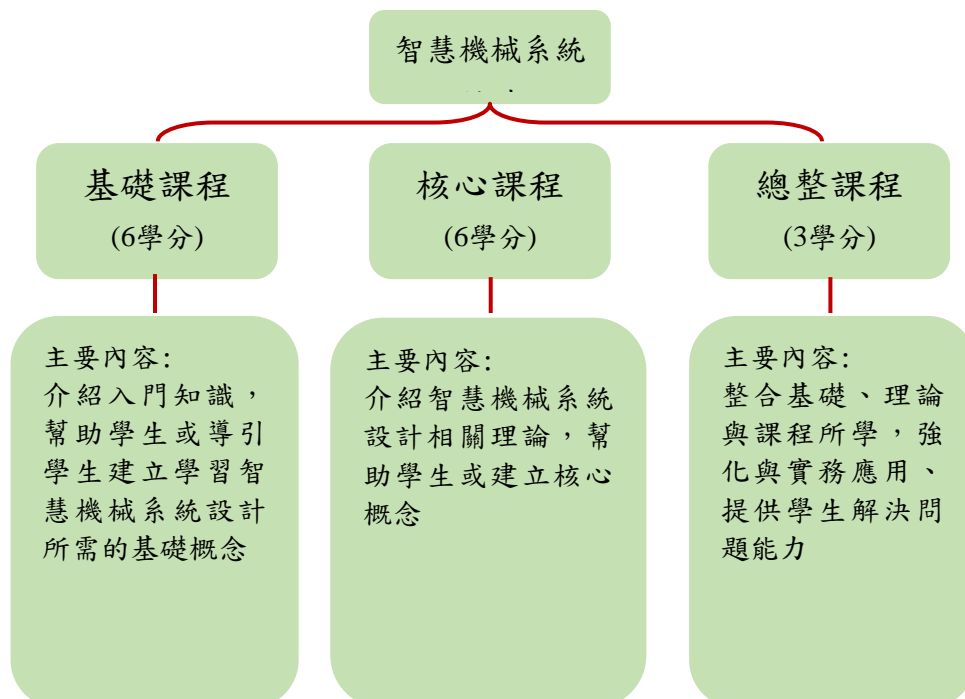 智慧機械系統
基礎課程
(6學分)
核心課程
(6學分)
總整課程
(3學分)
主要內容:
介紹入門知識，
幫助學生或導引
學生建立學習智
慧機械系統設計
所需的基礎概念
主要內容:
介紹智慧機械系統
設計相關理論，幫
助學生或建立核心
概念
主要內容:
整合基礎、理論
與課程所學，強
化與實務應用、
提供學生解決問
題能力